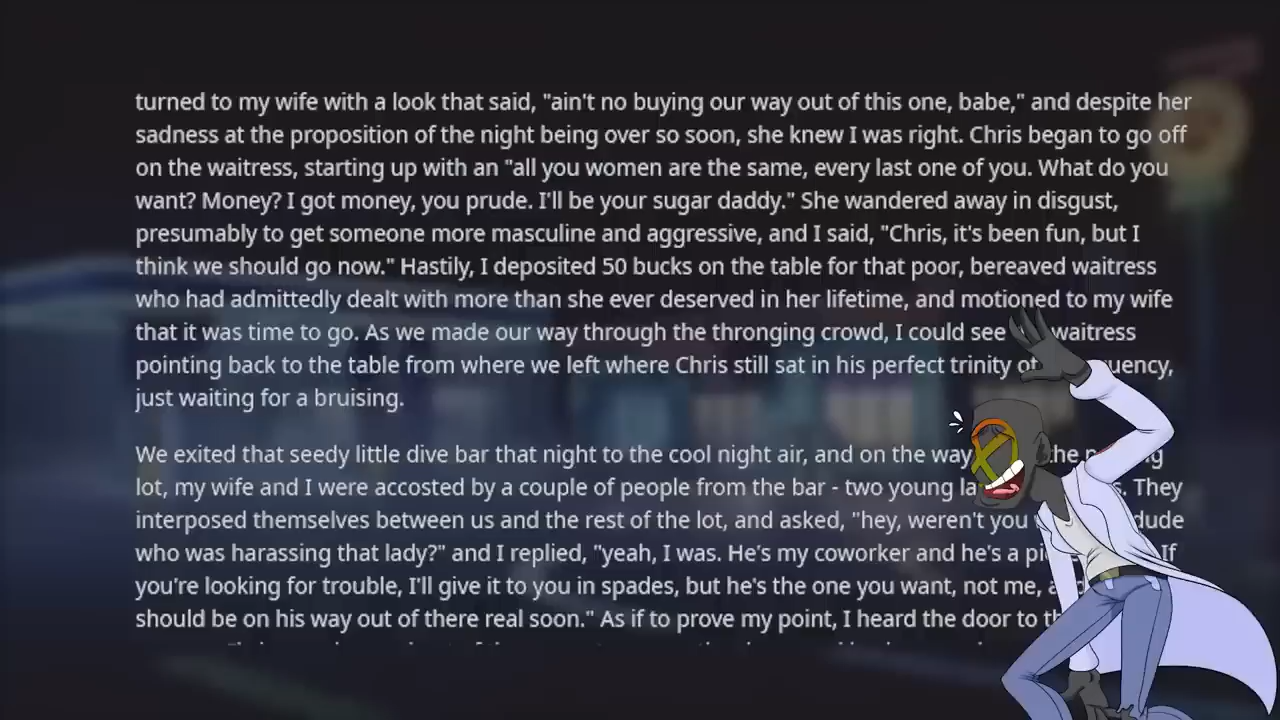 turned to my wife with a look that said, "ain't no buying our way out of this one, babe," and despite her
sadness at the proposition of the night being over so soon, she knew I was right. Chris began to go off
on the waitress, starting up with an "all you women are the same, every last one of you. What do you
want? Money? I got money, you prude. I'll be your sugar daddy." She wandered away in disgust,
presumably to get someone more masculine and aggressive, and I said, "Chris, it's been fun, but I
think we should go now." Hastily, I deposited 50 bucks on the table for that poor, bereaved waitress
who had admittedly dealt with more than she ever deserved in her lifetime, and motioned to my wife
that it was time to go. As we made our way through the thronging crowd, I could see waitress
pointing back to the table from where we left where Chris still sat in his perfect trinity
just waiting for a bruising.
We exited that seedy little dive bar that night to the cool night air, and on the way
lot, my wife and I were accosted by a couple of people from the bar - two young They
interposed themselves between us and the rest of the lot, and asked, "hey, weren't you dude
who was harassing that lady?" and I replied, "yeah, I was. He's my coworker and he's a If
you're looking for trouble, I'll give it to you in spades, but he's the one you want, not me,
should be on his way out of there real soon." As if to prove my point, I heard the door to